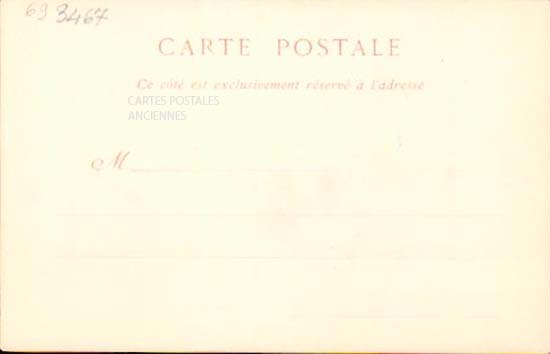 69 3467
CARTE POSTALE
Ce côté est exclusivement réservé à l'adresse
CARTES POSTALES
ANCIENNES
M